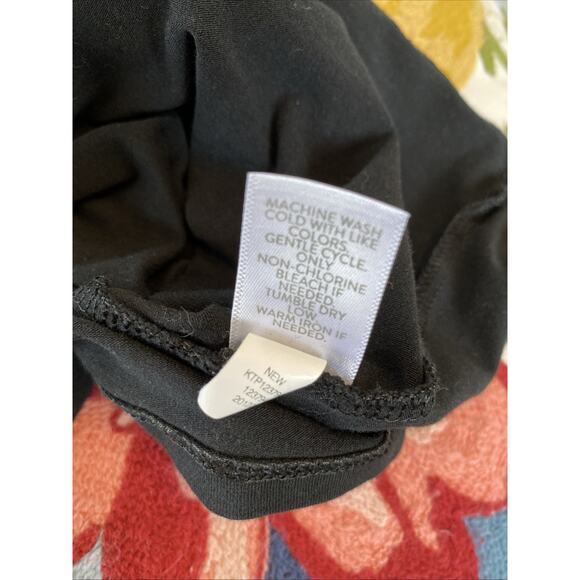 MACHINE WASH
COLD WITH LIKE
COLORS.
GENTLE CYCLE.
ONLY
NON-CHLORINE
BLEACH IF
NEEDED.
TUMBLE DRY
LOW
WARM IRON IF
NEEDED.
NEW